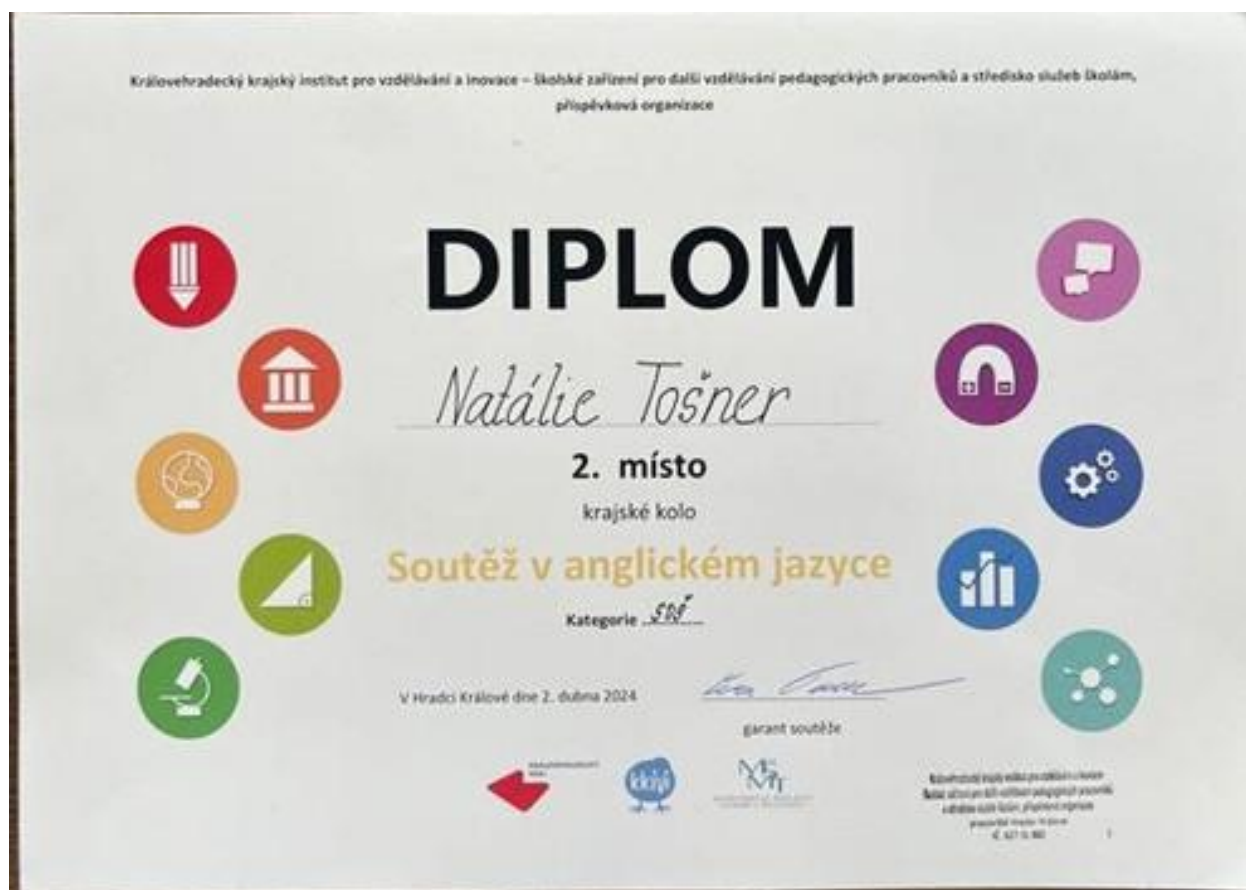 Královehradecký krajský institut pro vzdělávání a inovace – školské zařízení pro další vzdělávání pedagogických pracovníků a středisko služeb školám,
příspěvková organizace
DIPLOM
Natálie Tošner
2. místo
krajské kolo
Soutěž v anglickém jazyce
Kategorie SOŠ
V Hradci Králové dne 2. dubna 2024
garant soutěže